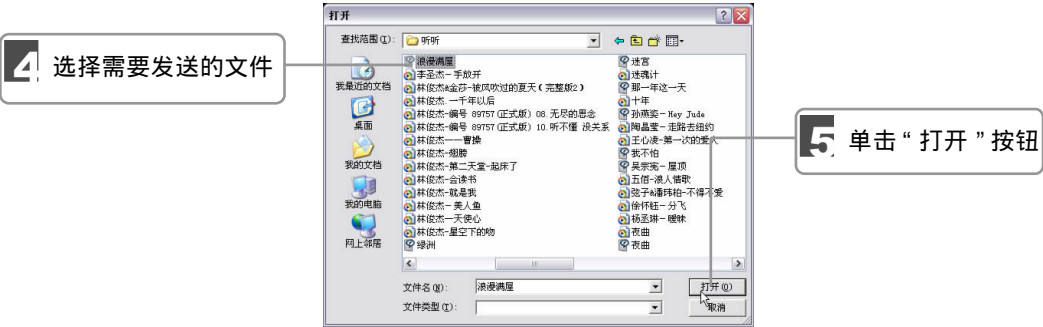 打开
查找范围(I):
听听
4 选择需要发送的文件
我最近的文档
桌面
我的文档
我的电脑
网上邻居
浪漫满屋
李圣杰-手放开
林俊杰&金莎-被风吹过的夏天(完整版2)
林俊杰.一千年以后
林俊杰-编号 89757(正式版) 08.无尽的思念
林俊杰-编号 89757(正式版) 10.听不懂 没关系
林俊杰——曹操
林俊杰-翅膀
林俊杰-第二天堂-起床了
林俊杰-会读书
林俊杰-就是我
林俊杰-美人鱼
林俊杰-天使心
林俊杰-星空下的吻
绿洲
迷宫
迷魂计
那一年这一天
十年
孙燕姿-Hey Jude
陶晶莹-走路去纽约
王心凌-第一次的爱人
我不怕
吴宗宪-屋顶
五佰-浪人情歌
弦子&潘玮柏-不得不爱
徐怀钰-分飞
杨丞琳-暧昧
夜曲
夜曲
5 单击“打开”按钮
文件名(N):
浪漫满屋
打开(O)
文件类型(T):
取消